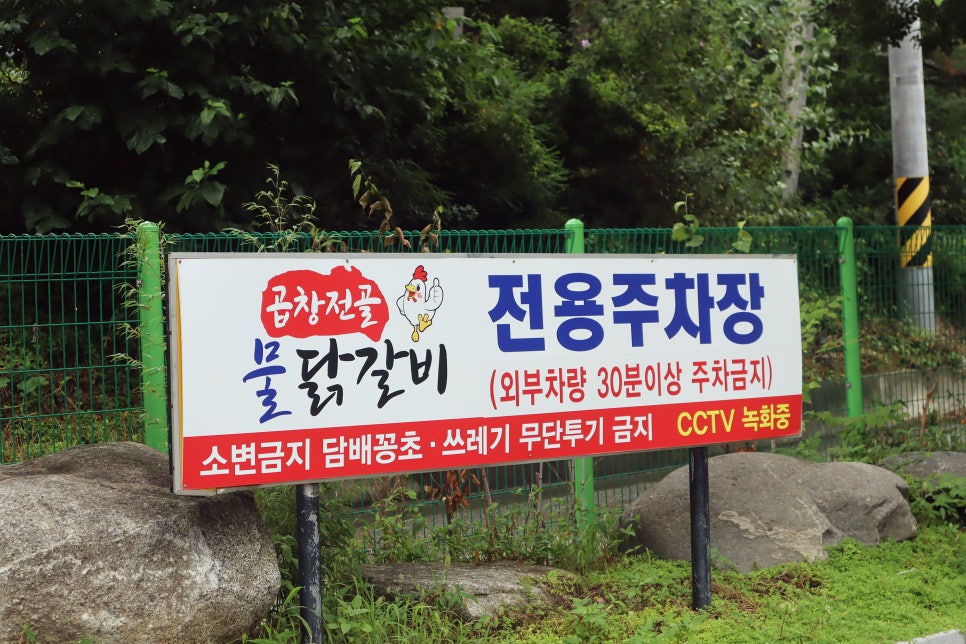 곱창전골
물닭갈비
전용주차장
(외부차량 30분이상 주차금지)
소변금지 담배꽁초·쓰레기 무단투기 금지 CCTV 녹화중